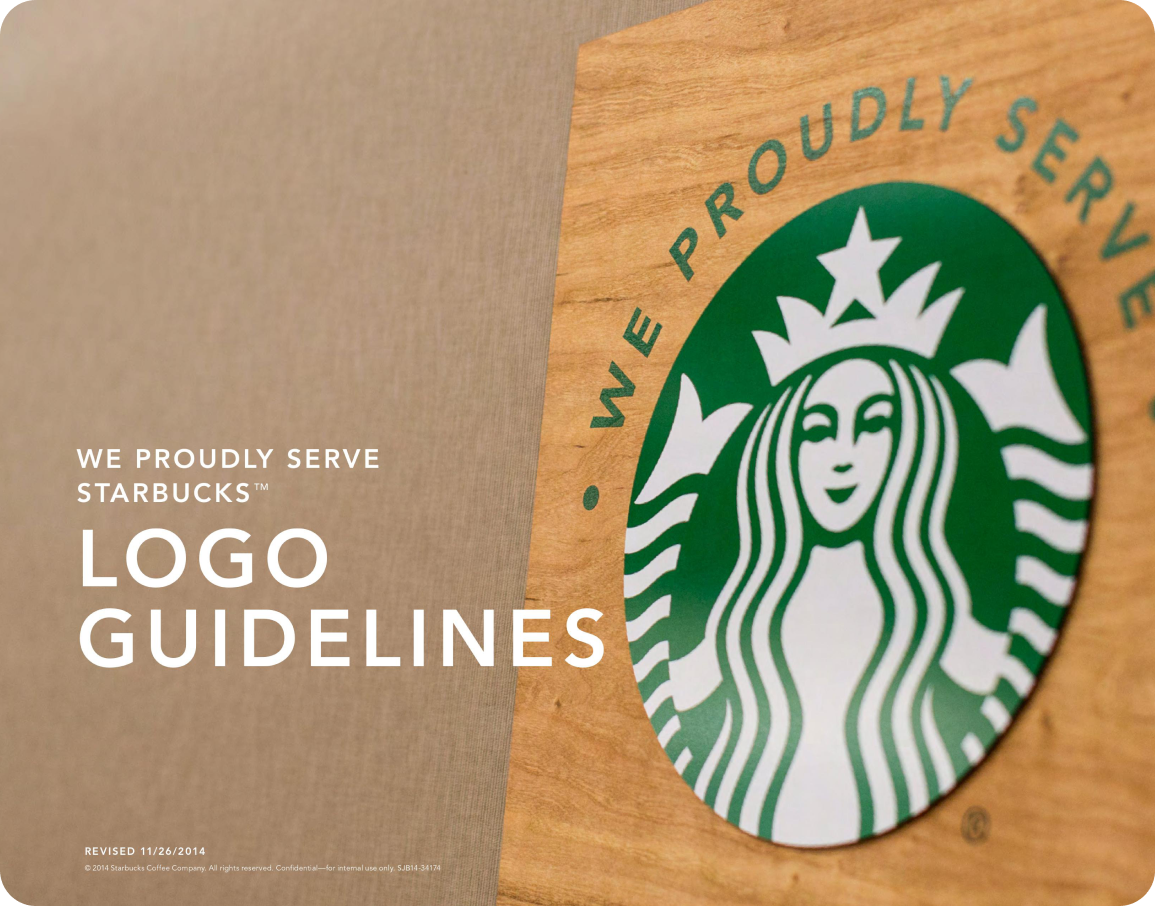 WE PROUDLY SERVE
WE PROUDLY SERVE
STARBUCKS™
LOGO
GUIDELINES
REVISED 11/26/2014
© 2014 Starbucks Coffee Company. All rights reserved. Confidential—for internal use only. SJB14-34174
®